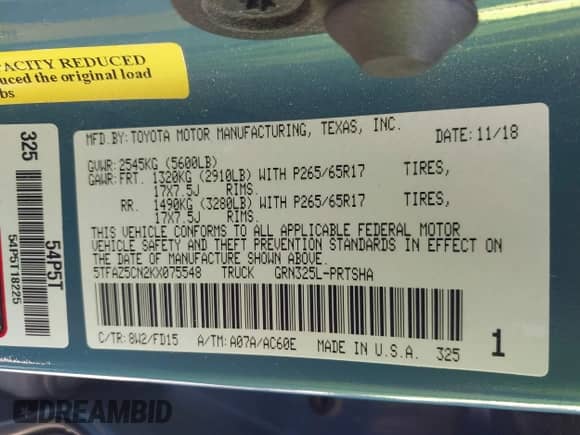 ACITY REDUCED
uced the original load
bs
325
54P5T
54P5T18225
MFD.BY: TOYOTA MOTOR MANUFACTURING, TEXAS, INC.
DATE: 11/18
GVWR: 2545KG (5600LB)
GAWR: FRT. 1320KG (2910LB) WITH P265/65R17 TIRES,
17X7.5J RIMS.
RR. 1490KG (3280LB) WITH P265/65R17 TIRES,
17X7.5J RIMS.
THIS VEHICLE CONFORMS TO ALL APPLICABLE FEDERAL MOTOR
VEHICLE SAFETY AND THEFT PREVENTION STANDARDS IN EFFECT ON
THE DATE OF MANUFACTURE SHOWN ABOVE.
5TFAZ5CN2KX075548 TRUCK GRN325L-PRTSHA
C/TR: 8W2/FD15 A/TM: A07A/AC60E MADE IN U.S.A. 325 1
DREAMBID